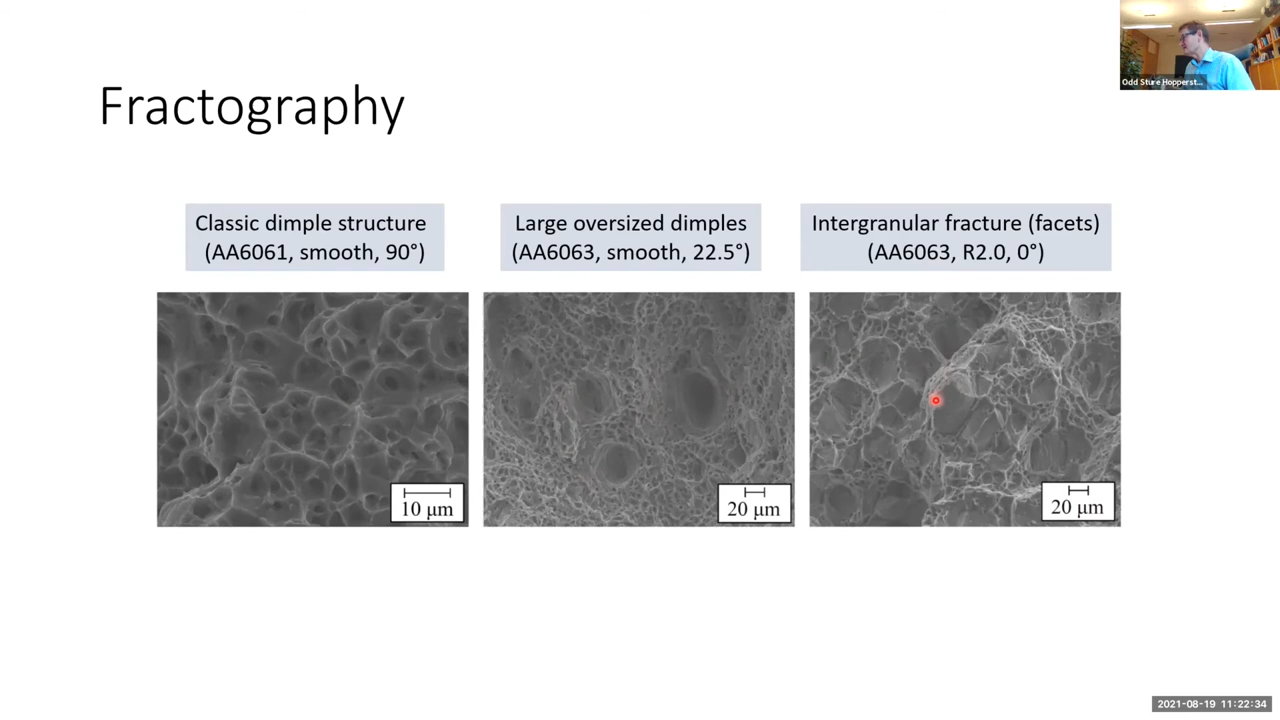 Odd Sture Hopperst...
Fractography
Classic dimple structure
(AA6061, smooth, 90°)
Large oversized dimples
(AA6063, smooth, 22.5°)
Intergranular fracture (facets)
(AA6063, R2.0, 0°)
10 μm
20 μm
20 μm
2021-08-19 11:22:34